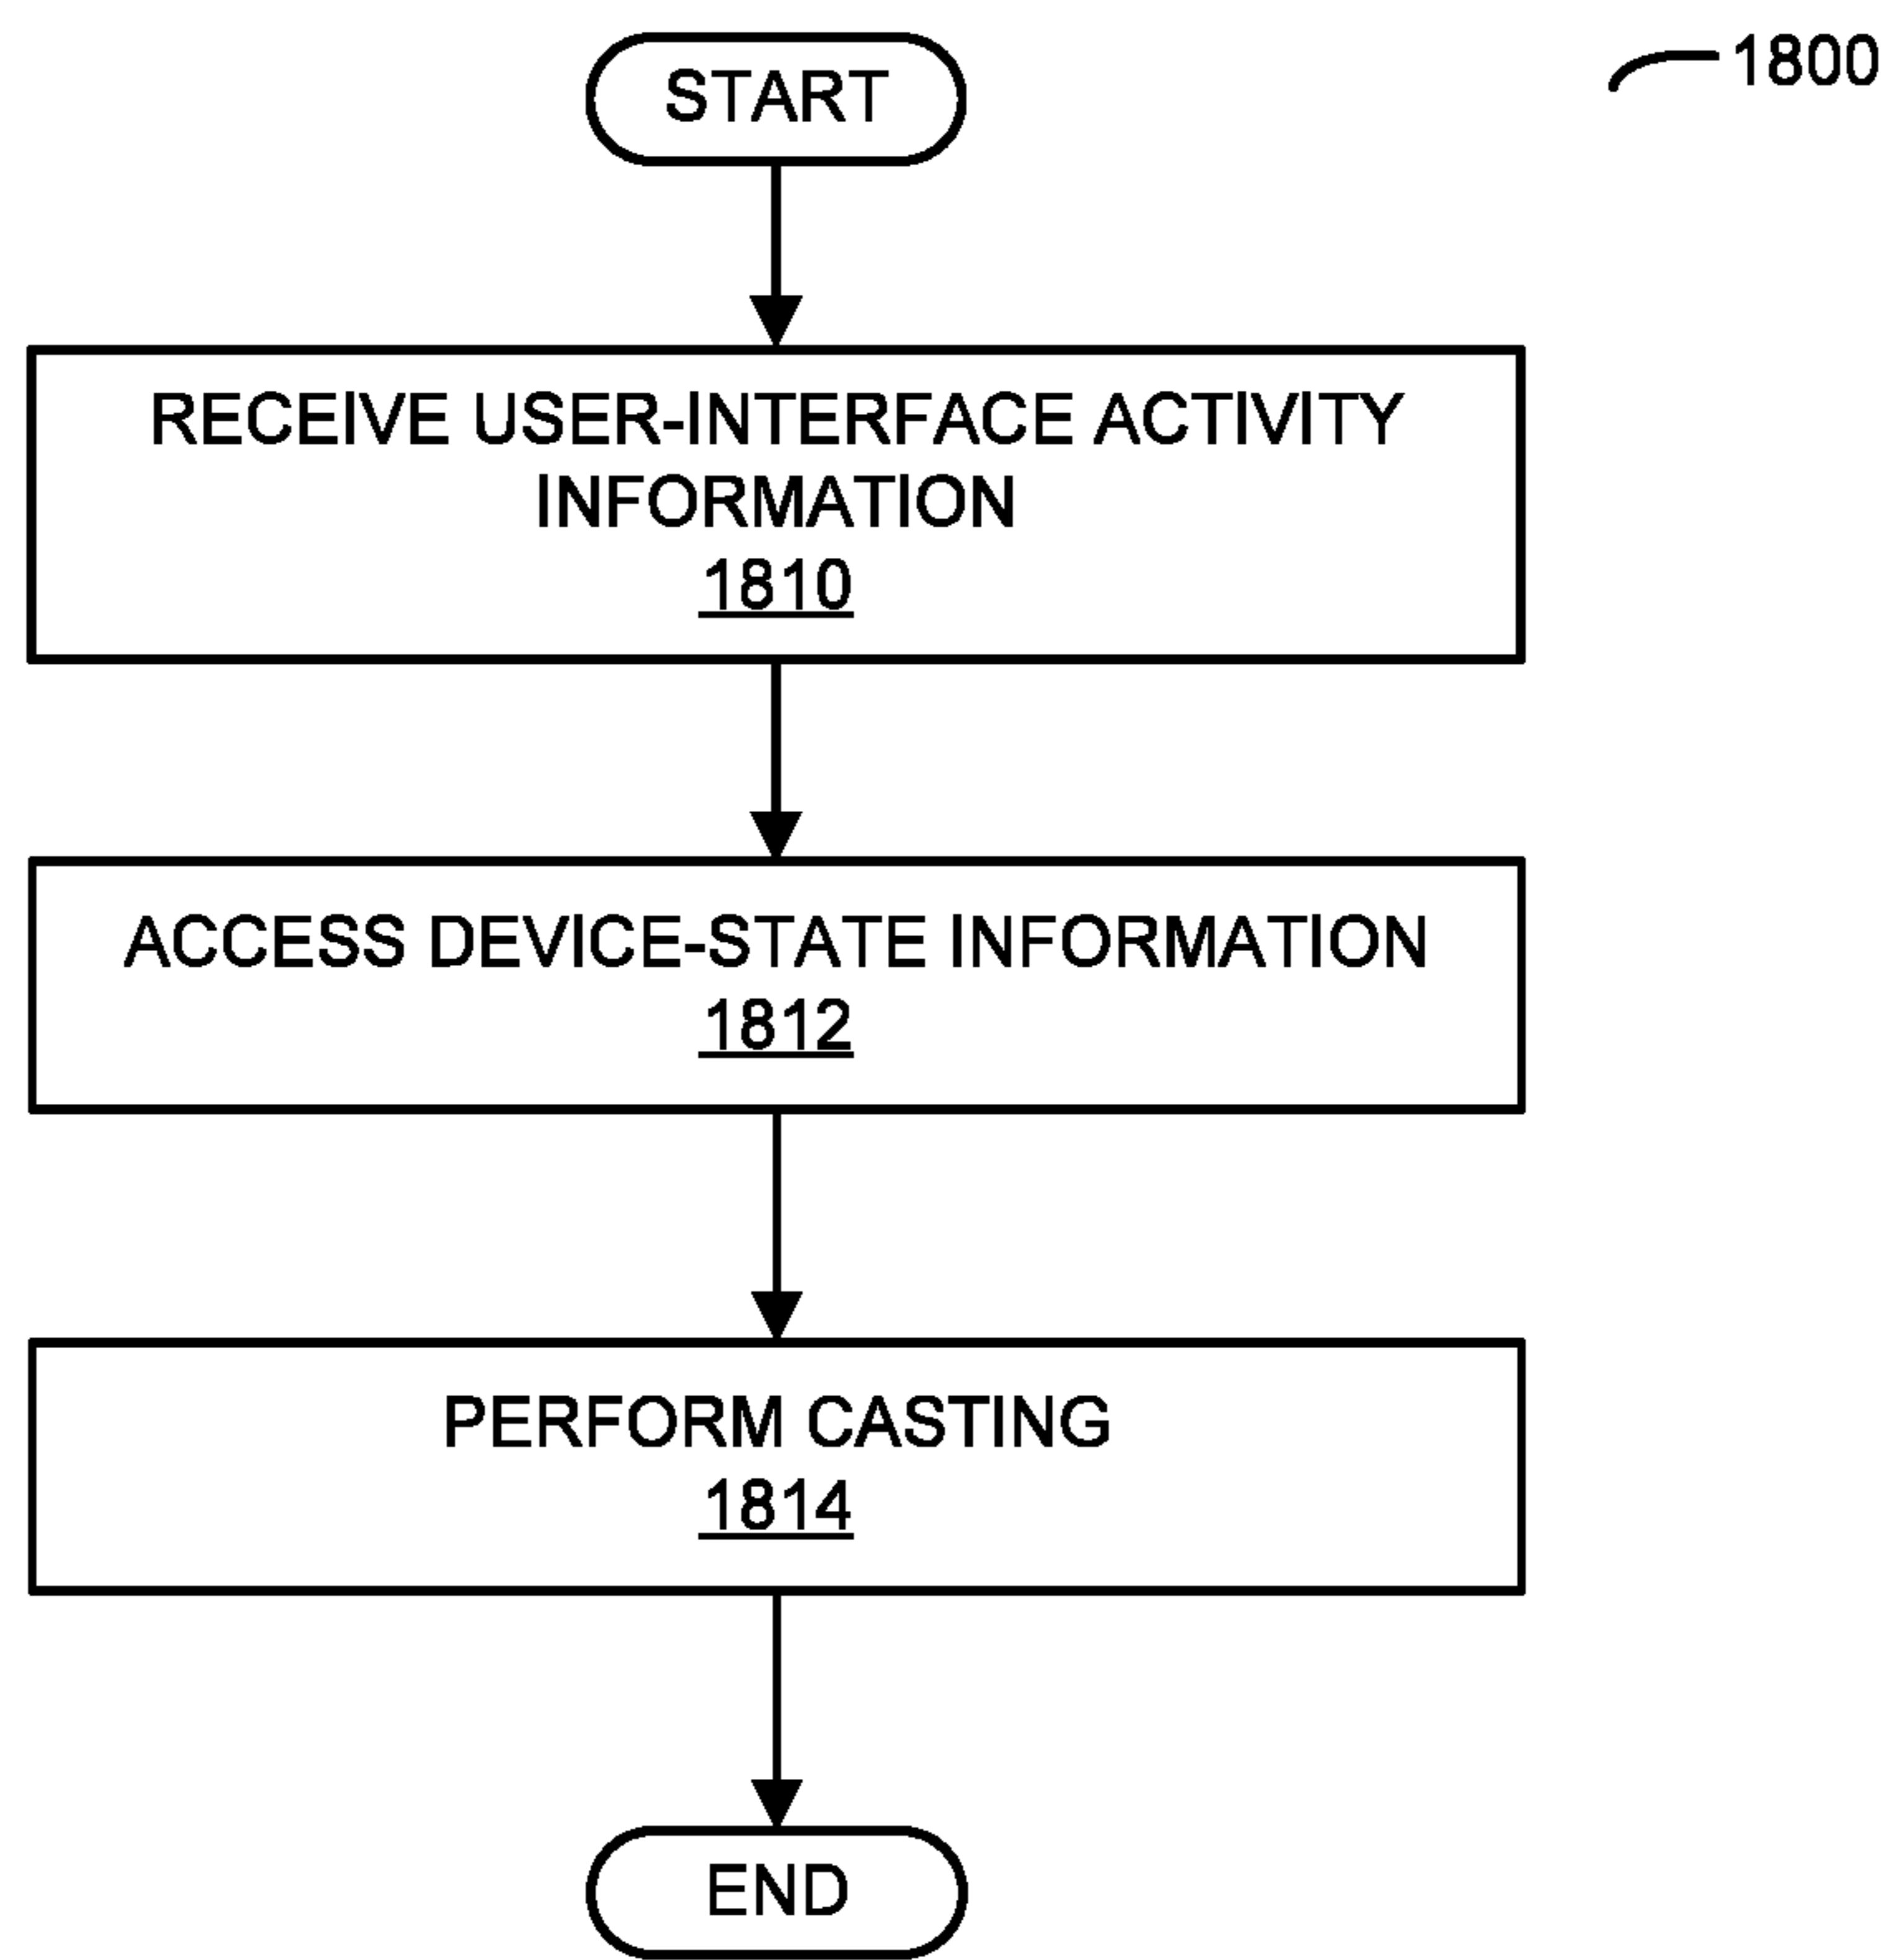 START
1800
RECEIVE USER-INTERFACE ACTIVITY
INFORMATION
1810
ACCESS DEVICE-STATE INFORMATION
1812
PERFORM CASTING
1814
END